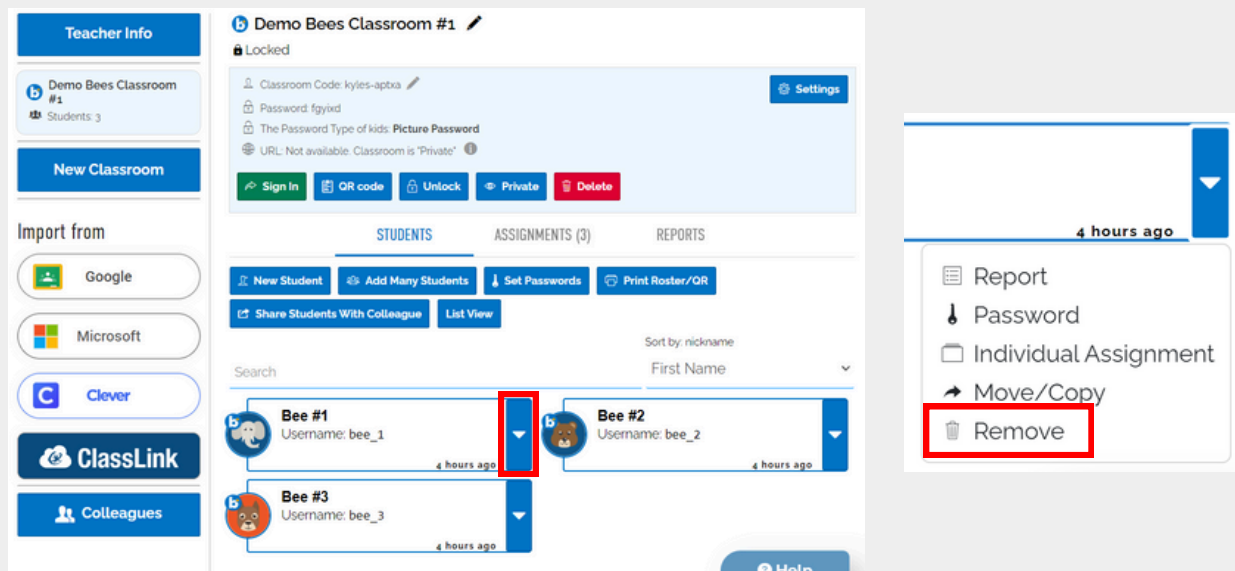 Teacher Info
Demo Bees Classroom
#1
Students: 3
New Classroom
Import from
Google
Microsoft
Clever
ClassLink
Colleagues
Demo Bees Classroom #1
Locked
Classroom Code: kyles-aptxa
Password: fgyixd
The Password Type of kids: Picture Password
URL: Not available. Classroom is "Private"
Settings
Sign In
QR code
Unlock
Private
Delete
STUDENTS
ASSIGNMENTS (3)
REPORTS
New Student
Add Many Students
Set Passwords
Print Roster/QR
Share Students With Colleague
List View
Sort by: nickname
Search
First Name
Bee #1
Username: bee_1
4 hours ago
Bee #2
Username: bee_2
4 hours ago
Bee #3
Username: bee_3
4 hours ago
Help
4 hours ago
Report
Password
Individual Assignment
Move/Copy
Remove